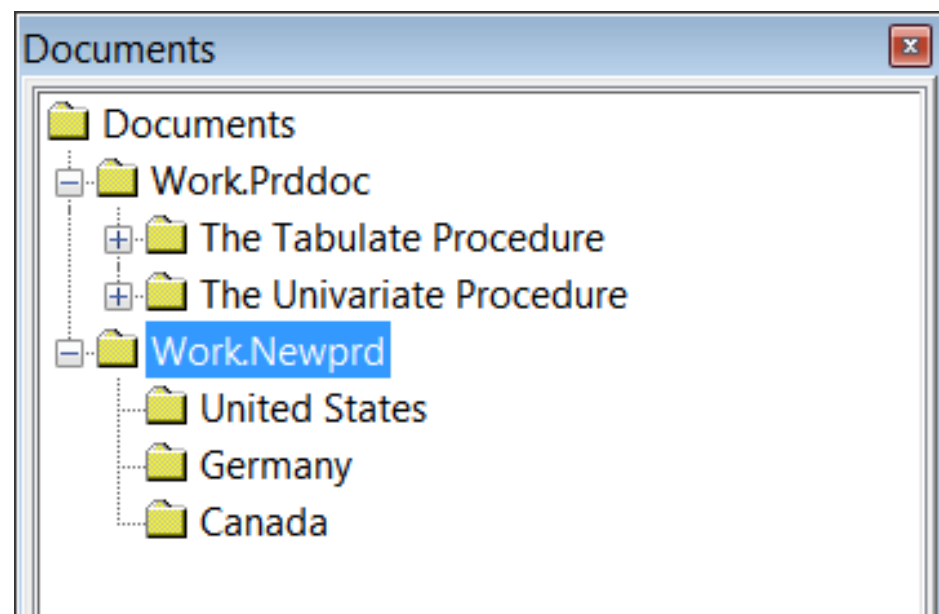 Documents
Documents
Work.Prddoc
The Tabulate Procedure
The Univariate Procedure
Work.Newprd
United States
Germany
Canada